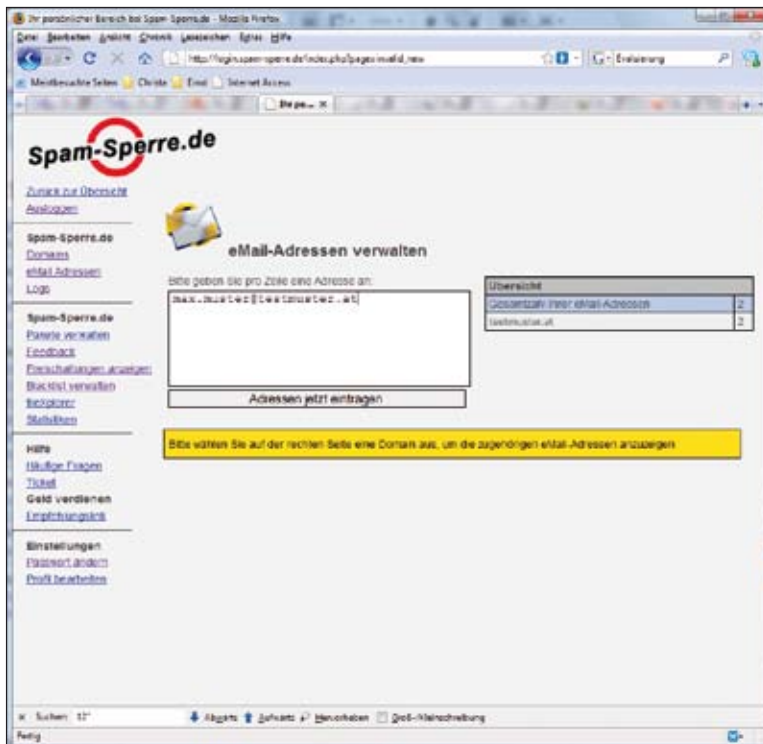 Ihr persönlicher Bereich bei Spam-Sperre.de - Mozilla Firefox
Datei Bearbeiten Ansicht Chronik Lesezeichen Extras Hilfe
Meistbesuchte Seiten Christa Ernst Internet Access
Ihr pe...
Spam-Sperre.de
Zurück zur Übersicht
Ausloggen
Spam-Sperre.de
Domains
eMail Adressen
Logs
Spam-Sperre.de
Pakete verwalten
Feedback
Freischaltungen anzeigen
Blacklist verwalten
Statistiken
Hilfe
Häufige Fragen
Ticket
Geld verdienen
Empfehlungslink
Einstellungen
Passwort ändern
Profil bearbeiten
eMail-Adressen verwalten
Bitte geben Sie pro Zeile eine Adresse an:
max.muster@testmuster.at
Adressen jetzt eintragen
Übersicht
Gesamtzahl Ihrer eMail-Adressen 2
testmuster.at 2
Bitte wählen Sie auf der rechten Seite eine Domain aus, um die zugehörigen eMail-Adressen anzuzeigen
Suchen: Abwärts Aufwärts Hervorheben Groß-/Kleinschreibung
Fertig